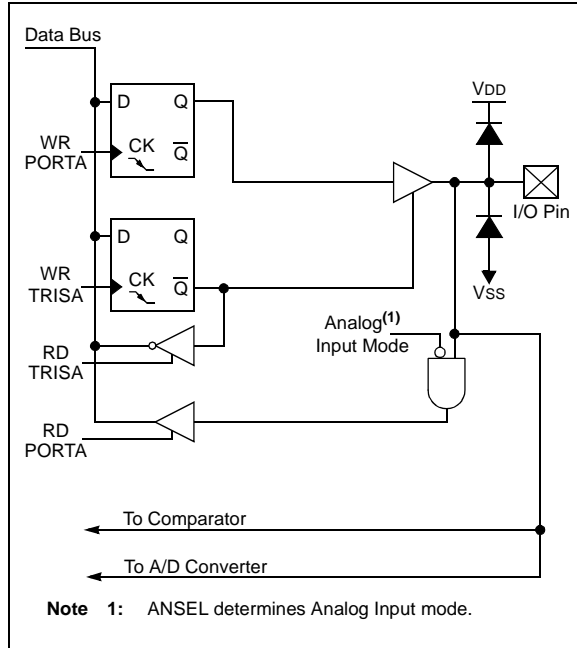 Data Bus
D Q
WR
PORTA
CK Q
VDD
I/O Pin
D Q
WR
TRISA
CK Q
VSS
Analog(1)
Input Mode
RD
TRISA
RD
PORTA
To Comparator
To A/D Converter
Note 1: ANSEL determines Analog Input mode.